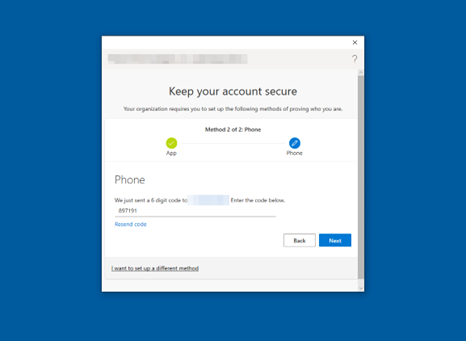 Keep your account secure
Your organization requires you to set up the following methods of proving who you are.
Method 2 of 2: Phone
App
Phone
Phone
We just sent a 6 digit code to Enter the code below.
897191
Resend code
Back
Next
I want to set up a different method